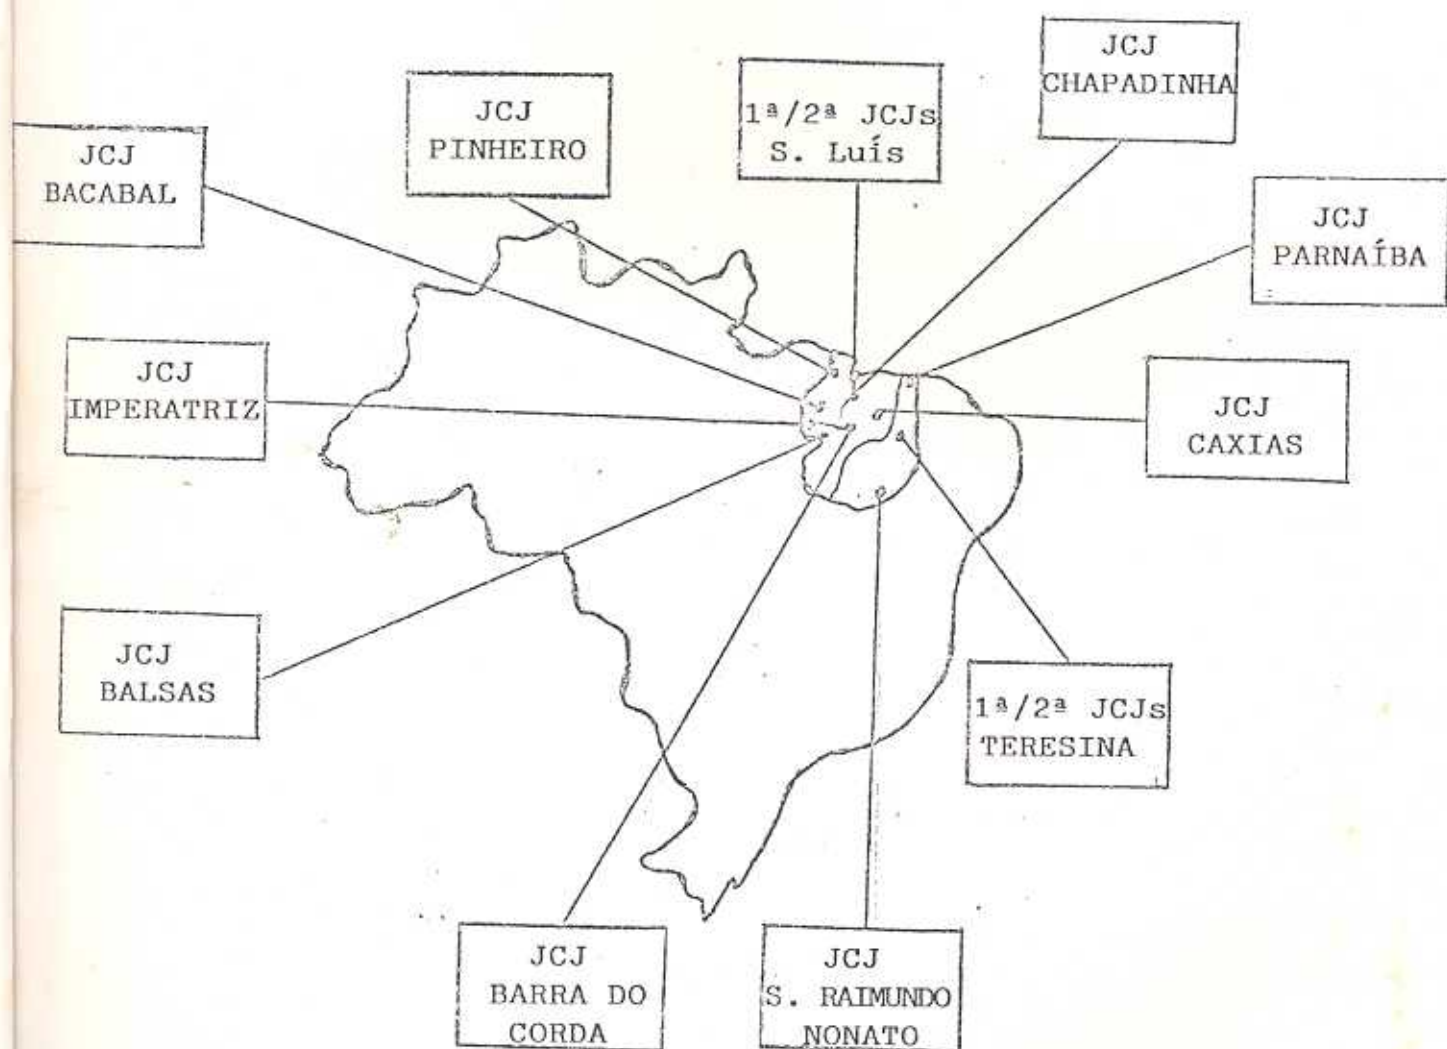 JCJ
CHAPADINHA
1ª/2ª JCJs
S. Luís
JCJ
PINHEIRO
JCJ
BACABAL
JCJ
PARNAÍBA
JCJ
IMPERATRIZ
JCJ
CAXIAS
JCJ
BALSAS
1ª/2ª JCJs
TERESINA
JCJ
BARRA DO
CORDA
JCJ
S. RAIMUNDO
NONATO